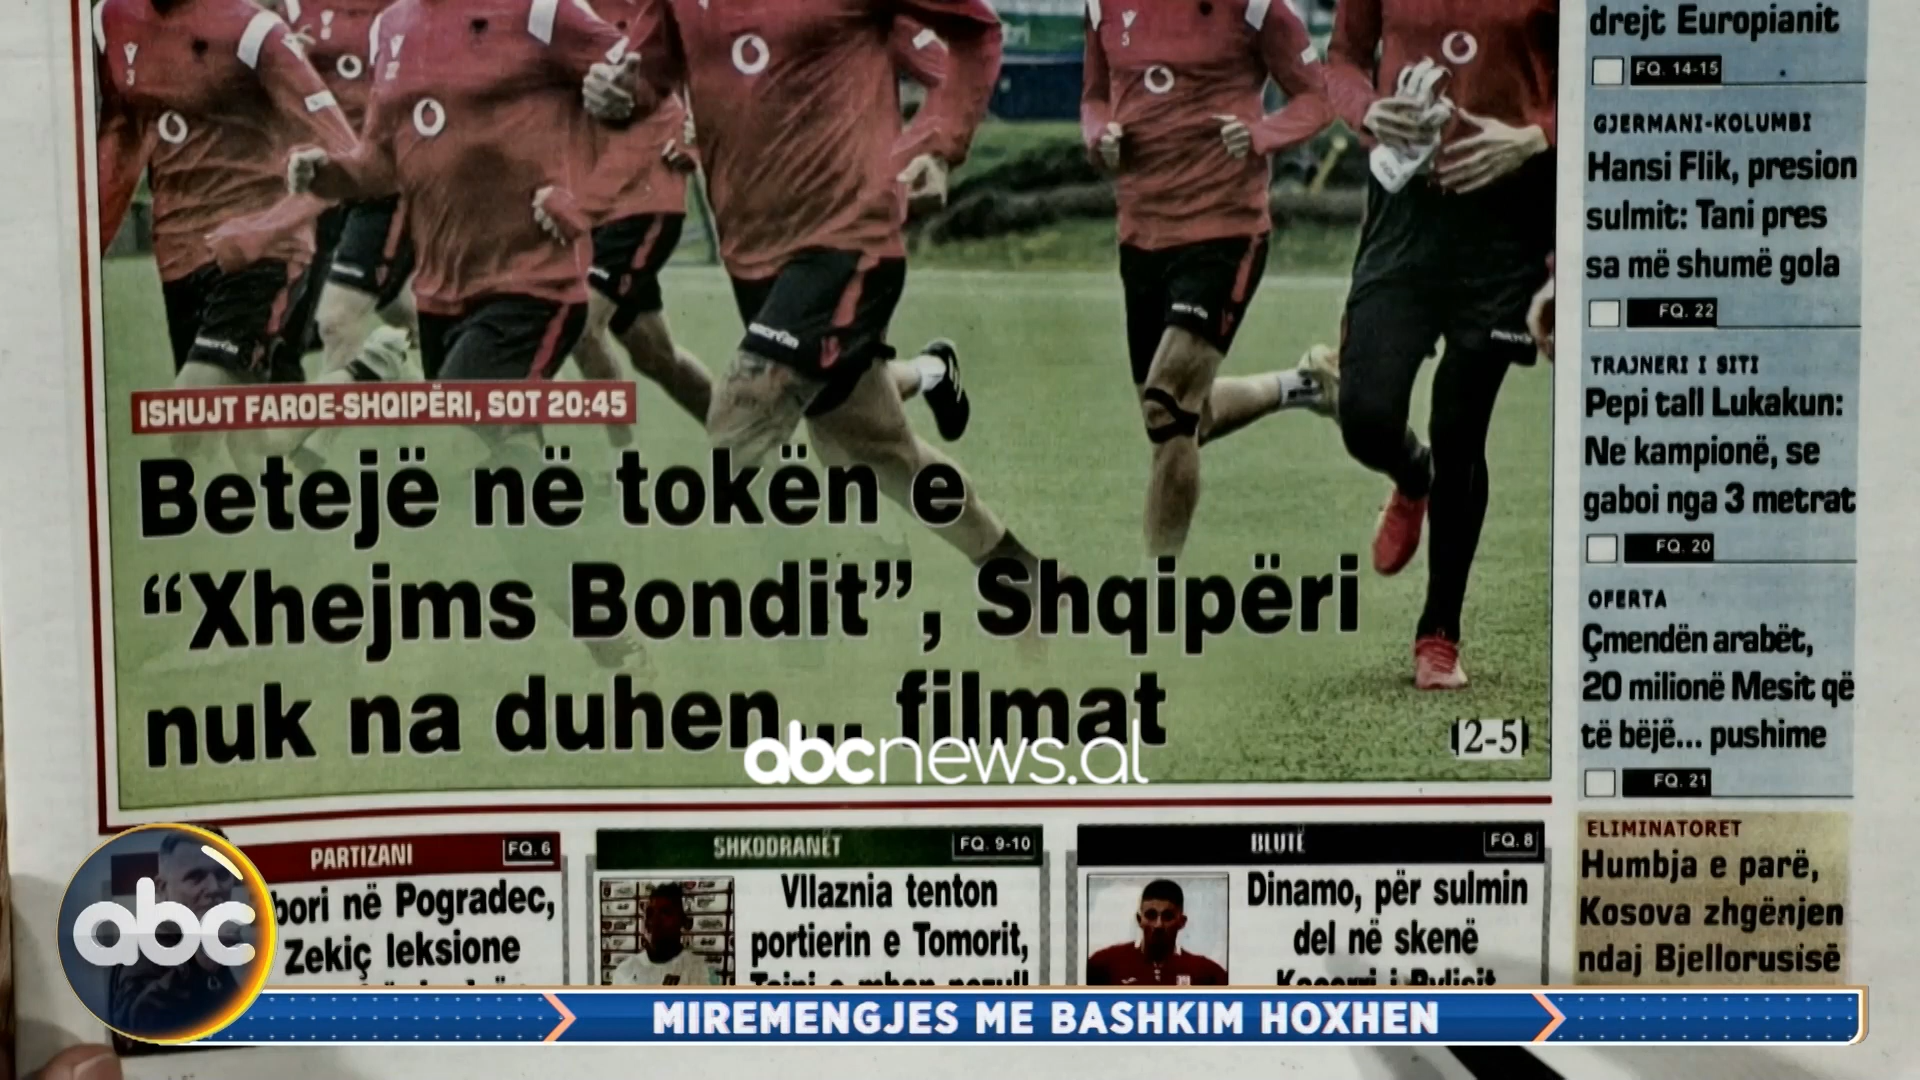 drejt Europianit
FQ. 14-15
GJERMANI-KOLUMBI
Hansi Flik, presion
sulmit: Tani pres
sa më shumë gola
FQ. 22
TRAJNERI I SITI
Pepi tall Lukakun:
Ne kampionë, se
gaboi nga 3 metrat
FQ. 20
OFERTA
Çmendën arabët,
20 milionë Mesit që
të bëjë... pushime
FQ. 21
ELIMINATORET
Humbja e parë,
Kosova zhgënjen
ndaj Bjellorusisë
ISHUJT FAROE-SHQIPËRI, SOT 20:45
Betejë në tokën e
“Xhejms Bondit”, Shqipëri
nuk na duhen... filmat
(2-5)
abcnews.al
PARTIZANI
FQ. 6
bori në Pogradec,
Zekiç leksione
SHKODRANËT
FQ. 9-10
Vllaznia tenton
portierin e Tomorit,
BLUTË
FQ. 8
Dinamo, për sulmin
del në skenë
abc
MIREMENGJES ME BASHKIM HOXHEN